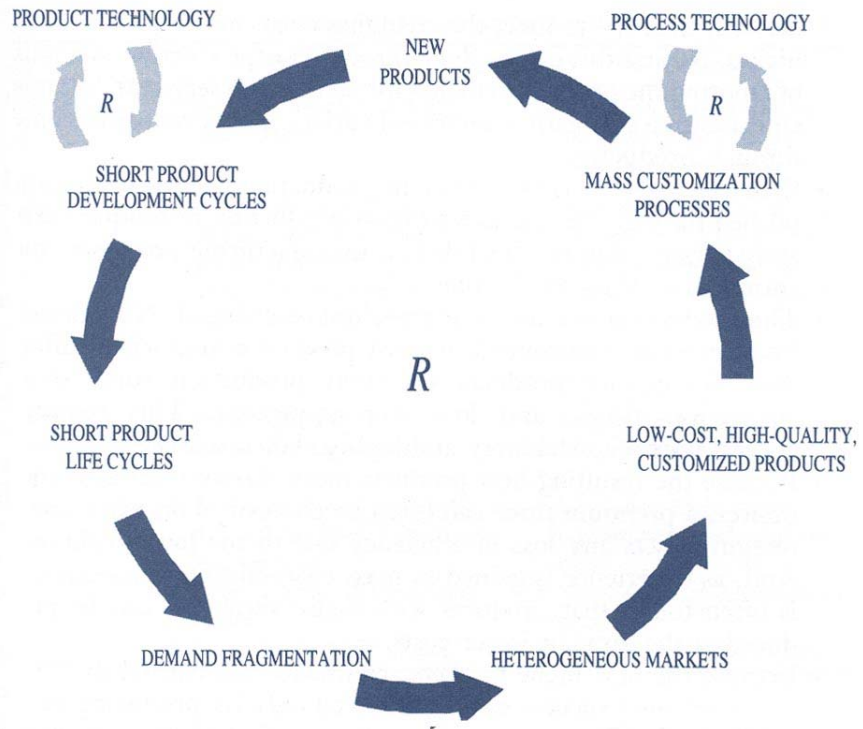 PRODUCT TECHNOLOGY
PROCESS TECHNOLOGY
NEW
PRODUCTS
R
R
SHORT PRODUCT
DEVELOPMENT CYCLES
MASS CUSTOMIZATION
PROCESSES
R
SHORT PRODUCT
LIFE CYCLES
LOW-COST, HIGH-QUALITY,
CUSTOMIZED PRODUCTS
DEMAND FRAGMENTATION
HETEROGENEOUS MARKETS